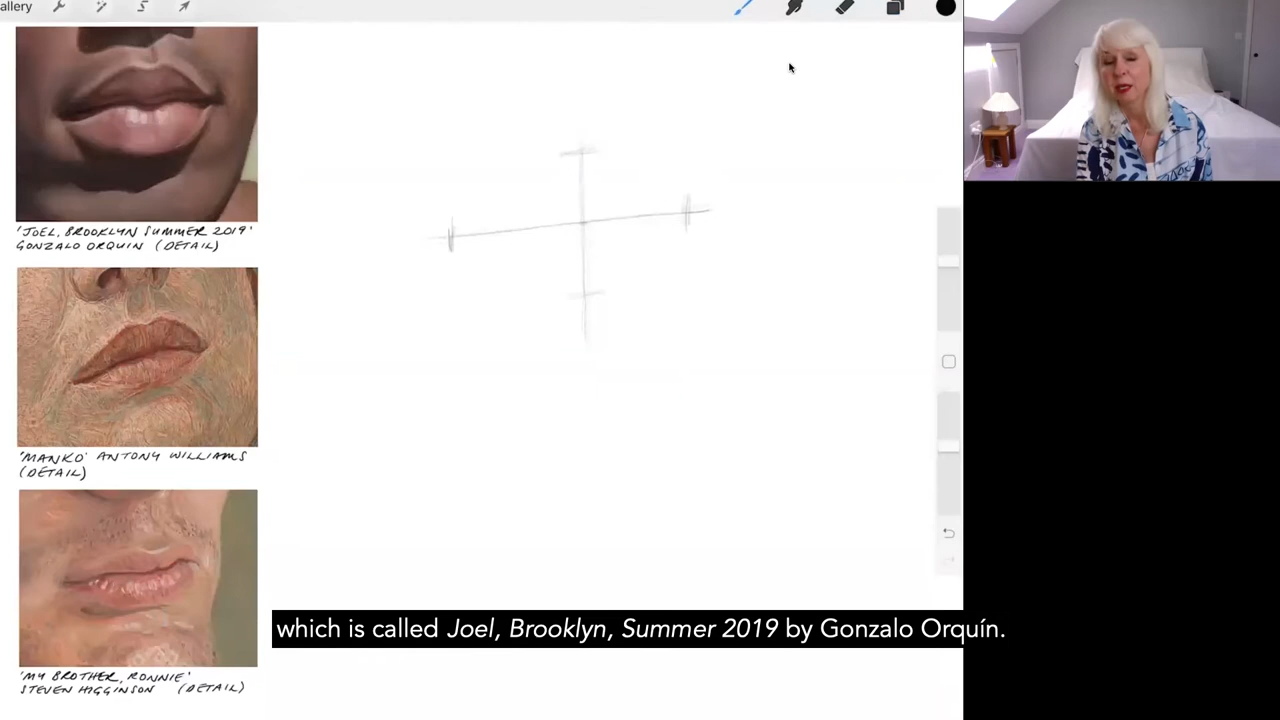 allery
'JOEL, BROOKLYN SUMMER 2019'
GONZALO ORQUIN (DETAIL)
'MANKO' ANTONY WILLIAMS
(DETAIL)
'MY BROTHER, RONNIE'
STEVEN HIGGINSON (DETAIL)
which is called Joel, Brooklyn, Summer 2019 by Gonzalo Orquín.